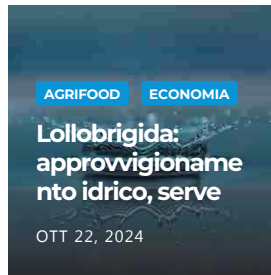 AGRIFOOD ECONOMIA
Lollobrigida:
approvvigioname
nto idrico, serve
OTT 22, 2024